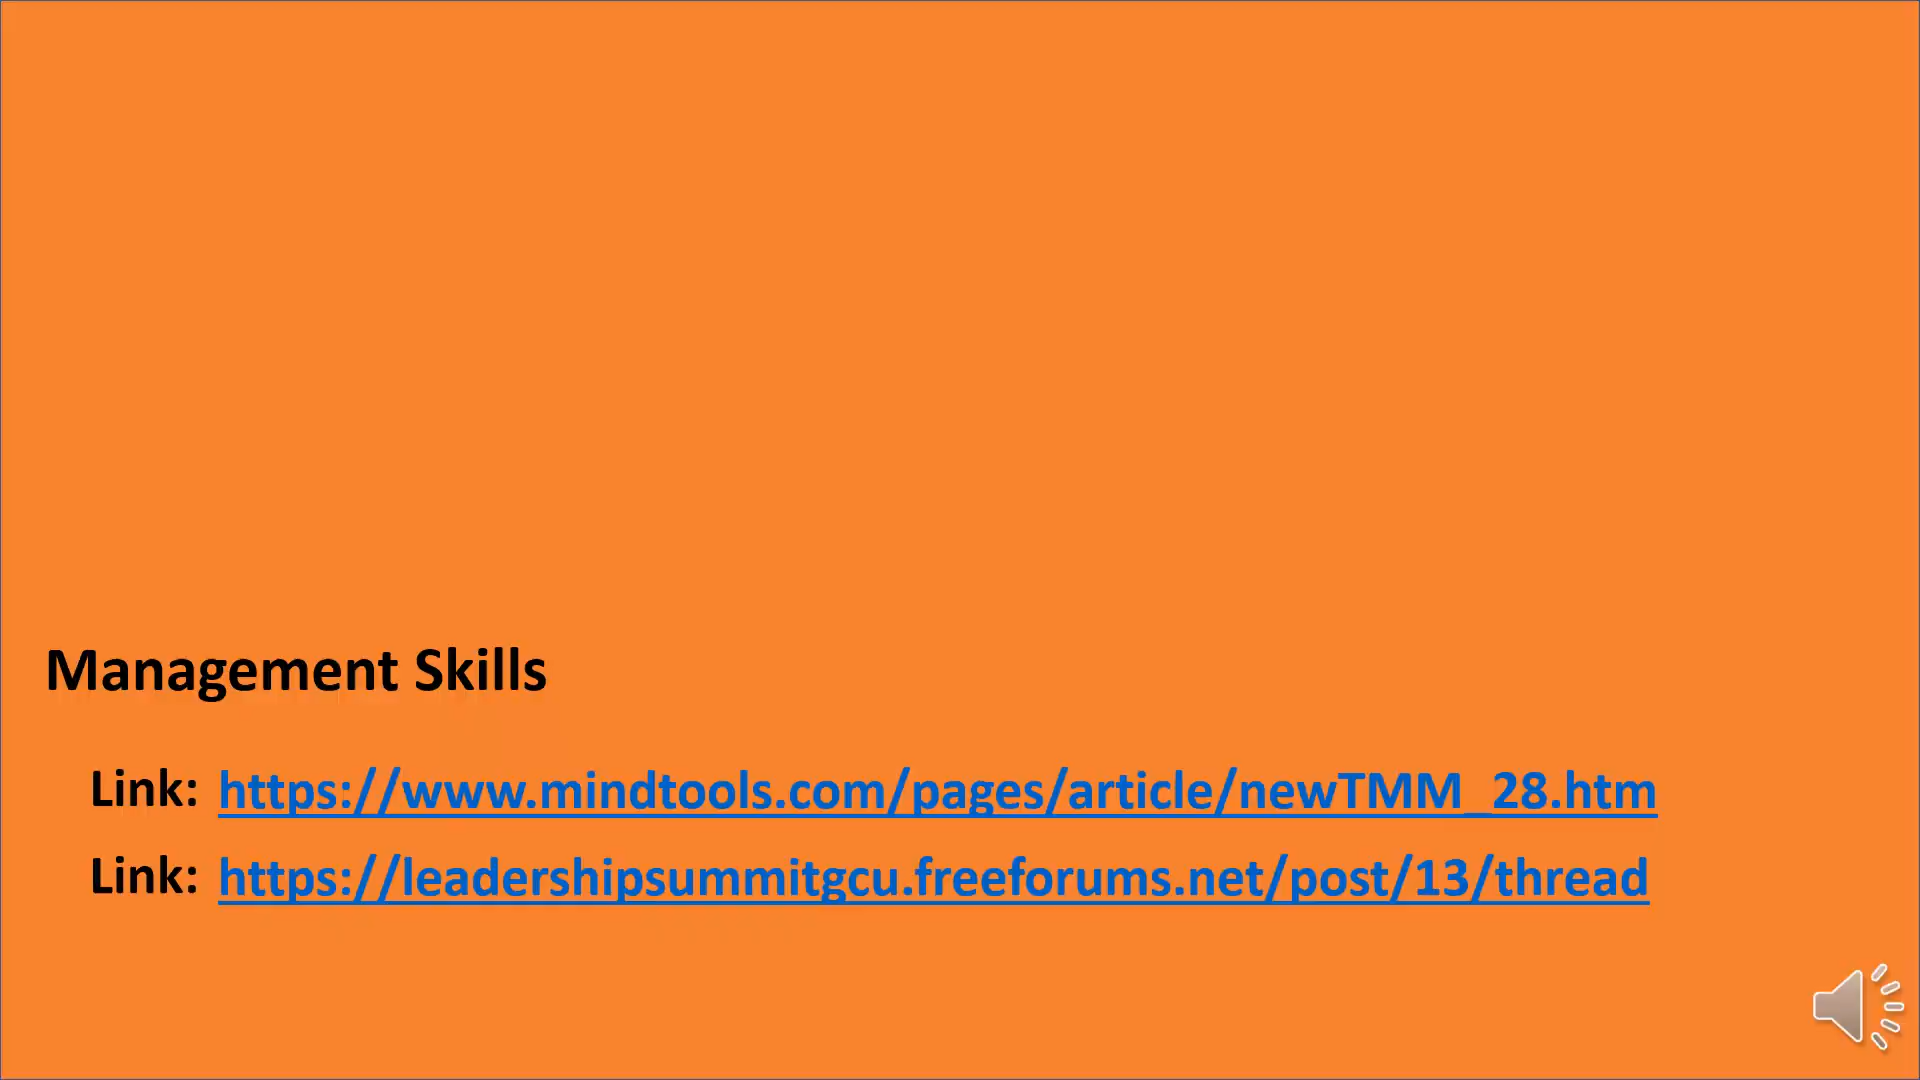 Management Skills
Link: https://www.mindtools.com/pages/article/newTMM_28.htm
Link: https://leadershipsummitgcu.freeforums.net/post/13/thread